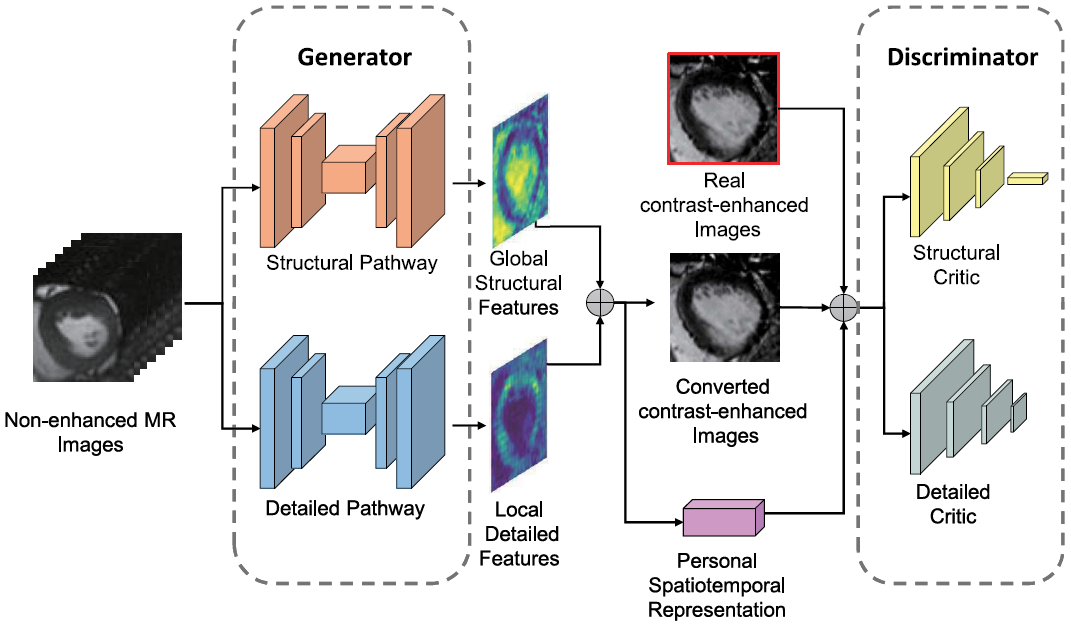 Generator
Discriminator
Structural Pathway
Global
Structural
Features
Real
contrast-enhanced
Images
Structural
Critic
Non-enhanced MR
Images
Converted
contrast-enhanced
Images
Detailed Pathway
Local
Detailed
Features
Detailed
Critic
Personal
Spatiotemporal
Representation